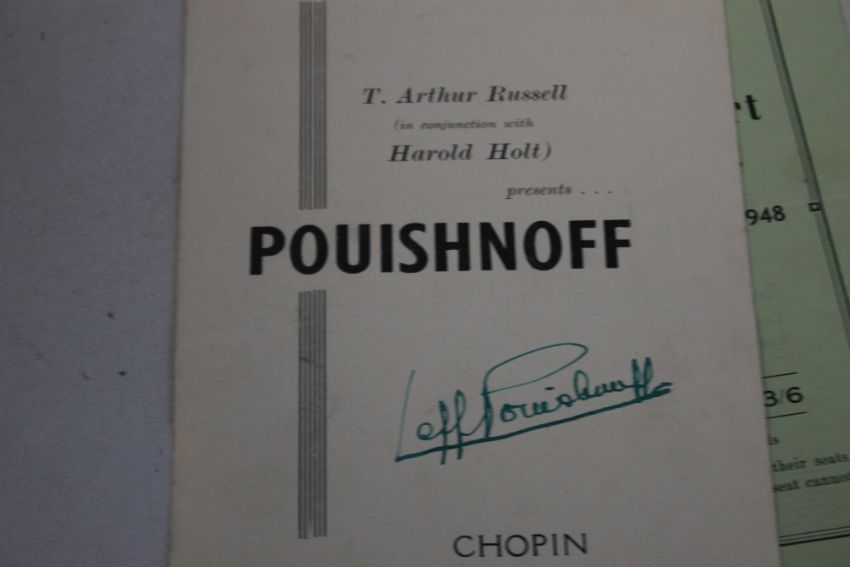 T. Arthur Russell
(in conjunction with
Harold Holt)
presents . . .
POUISHNOFF
Leff Pouishnoff
CHOPIN
rt
948
3/6
s
their seats
seat cannot